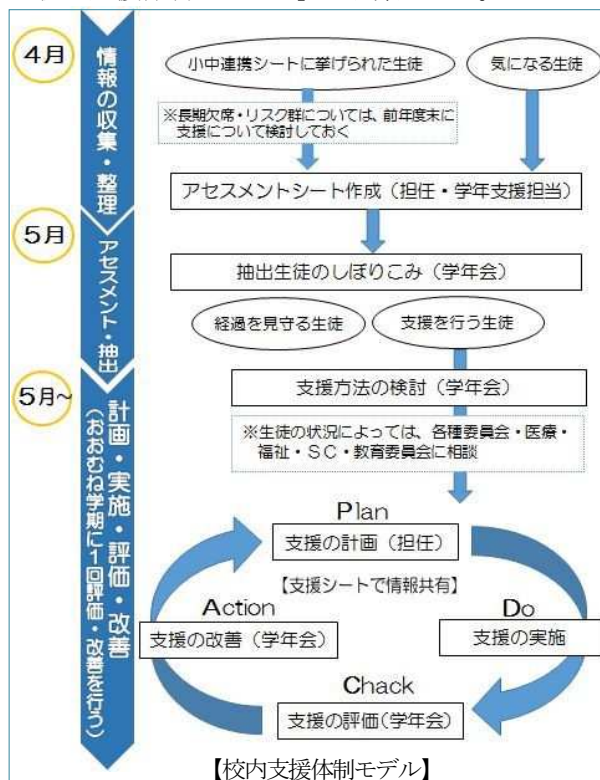 4月
情報の収集・整理
小中連携シートに挙げられた生徒
気になる生徒
※長期欠席・リスク群については、前年度末に
支援について検討しておく
アセスメントシート作成（担任・学年支援担当）
5月
アセスメント・抽出
抽出生徒のしぼりこみ（学年会）
経過を見守る生徒
支援を行う生徒
5月～
計画・実施・評価・改善
（おおむね学期に１回評価・改善を行う）
支援方法の検討（学年会）
※生徒の状況によっては、各種委員会・医療・
福祉・ＳＣ・教育委員会に相談
Plan
支援の計画（担任）
【支援シートで情報共有】
Action
支援の改善（学年会）
Do
支援の実施
Chack
支援の評価(学年会）
【校内支援体制モデル】